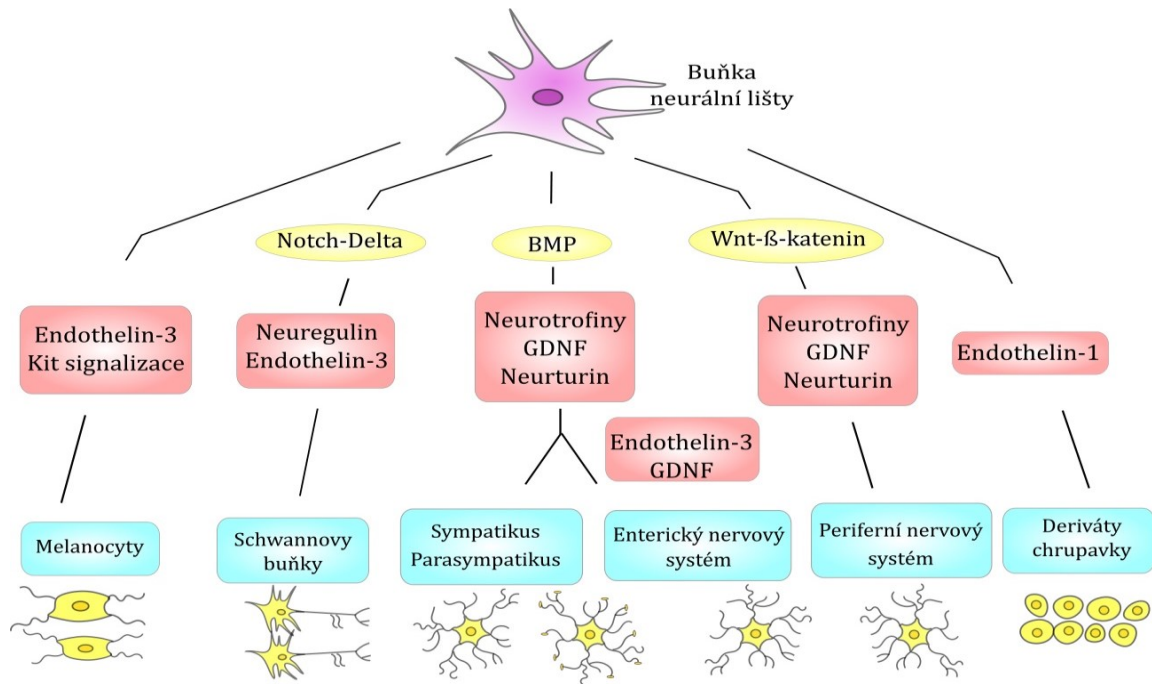 Buňka
neurální lišty
Notch-Delta
BMP
Wnt-ß-katenin
Endothelin-3
Kit signalizace
Neuregulin
Endothelin-3
Neurotrofiny
GDNF
Neurturin
Neurotrofiny
GDNF
Neurturin
Endothelin-1
Endothelin-3
GDNF
Melanocyty
Schwannovy
buňky
Sympatikus
Parasympatikus
Enterický nervový
systém
Periferní nervový
systém
Deriváty
chrupavky